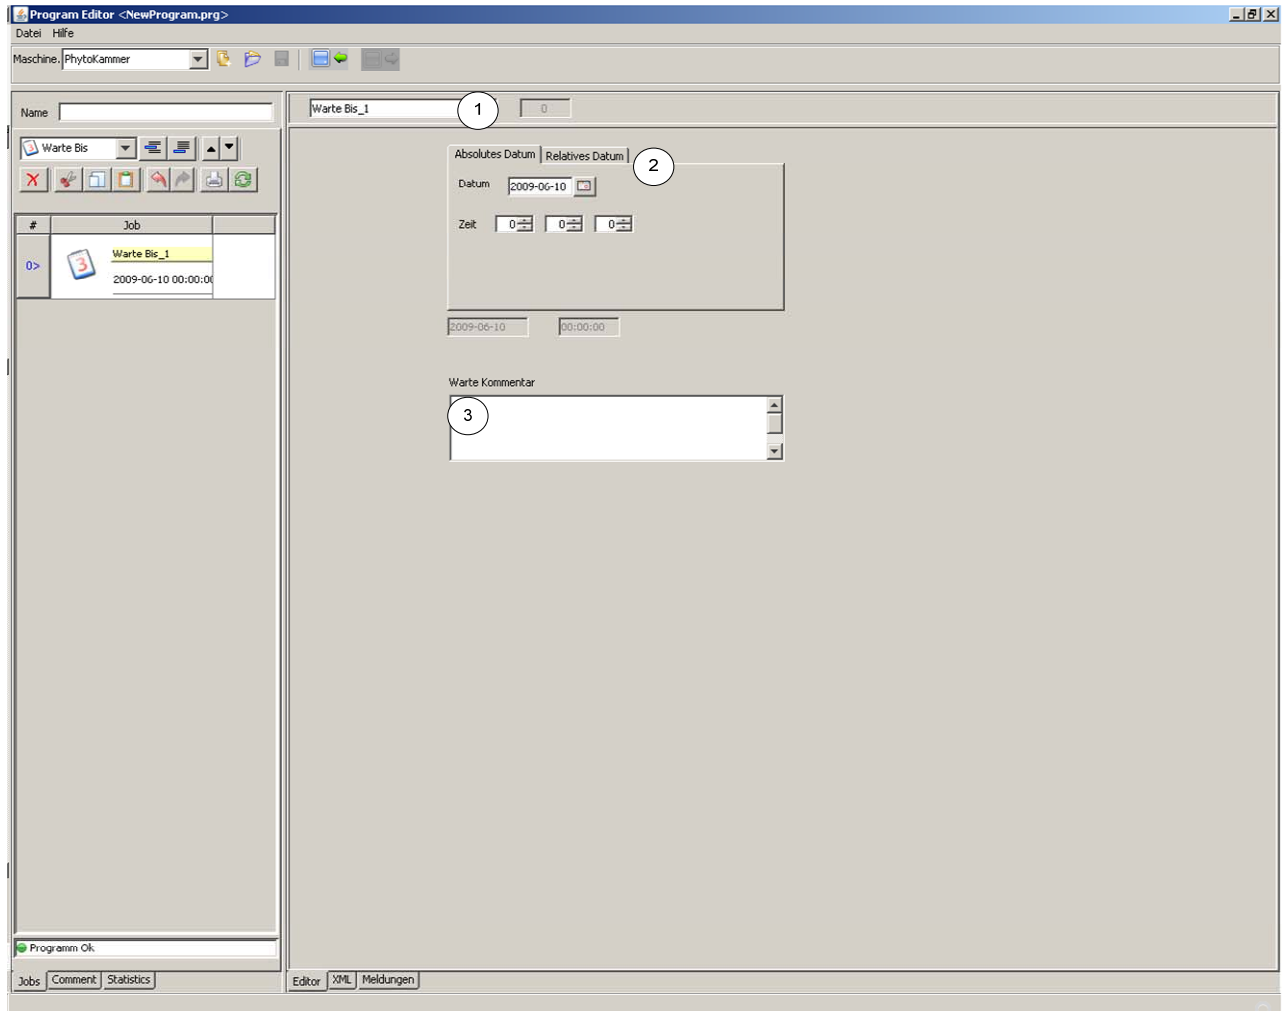 Program Editor <NewProgram.prg>
Datei Hilfe
Maschine. PhytoKammer
Name
Warte Bis_1 1 0
Warte Bis
Absolutes Datum Relatives Datum 2
Datum 2009-06-10
Zeit 0 0 0
# Job
0> 3 Warte Bis_1
2009-06-10 00:00:00
2009-06-10 00:00:00
Warte Kommentar
3
Programm Ok
Jobs Comment Statistics
Editor XML Meldungen